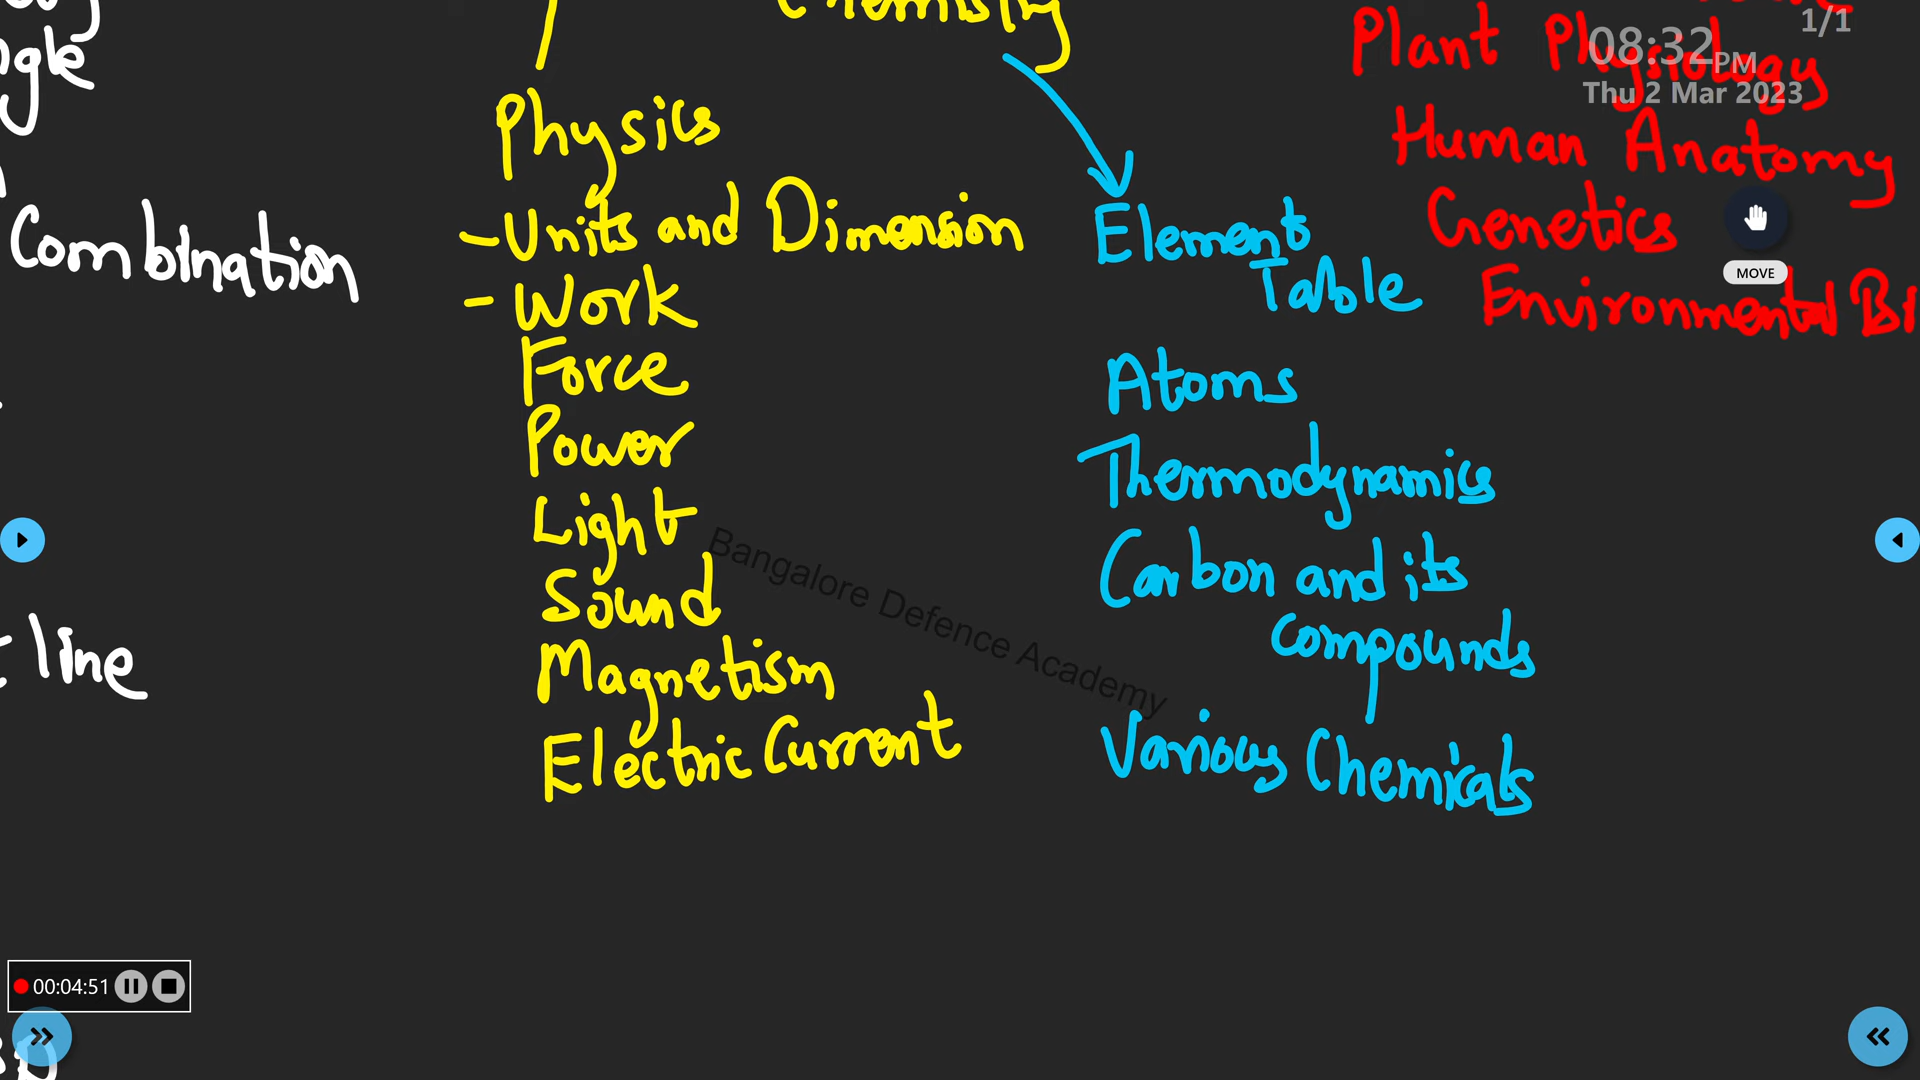 Chemistry
1/1
Plant Physiology
08:32 PM
Thu 2 Mar 2023
Physics
Human Anatomy
- Units and Dimension
Element
Table
Genetics
MOVE
Combination
- Work
Environmental
Force
Atoms
Power
Thermodynamics
Light
Carbon and its
compounds
Sound
Bangalore Defence Academy
line
Magnetism
Electric Current
Various Chemicals
00:04:51